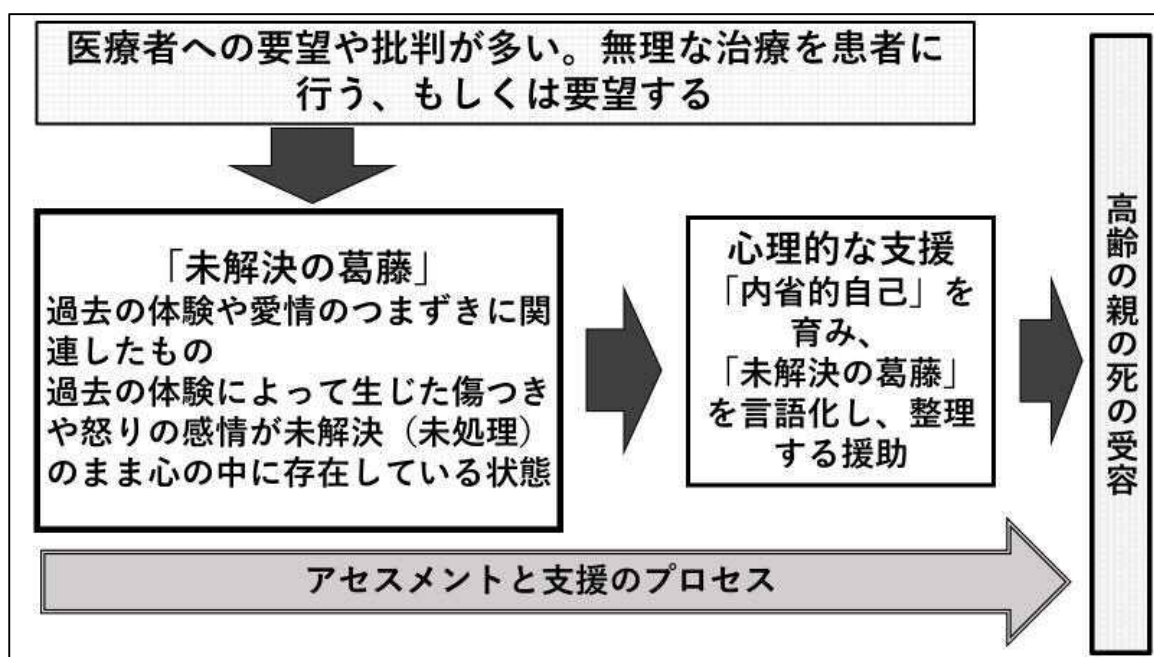 医療者への要望や批判が多い。無理な治療を患者に
行う、もしくは要望する
「未解決の葛藤」
過去の体験や愛情のつまずきに関
連したもの
過去の体験によって生じた傷つき
や怒りの感情が未解決（未処理）
のまま心の中に存在している状態
心理的な支援
「内省的自己」を
育み、
「未解決の葛藤」
を言語化し、整理
する援助
高齢の親の死の受容
アセスメントと支援のプロセス